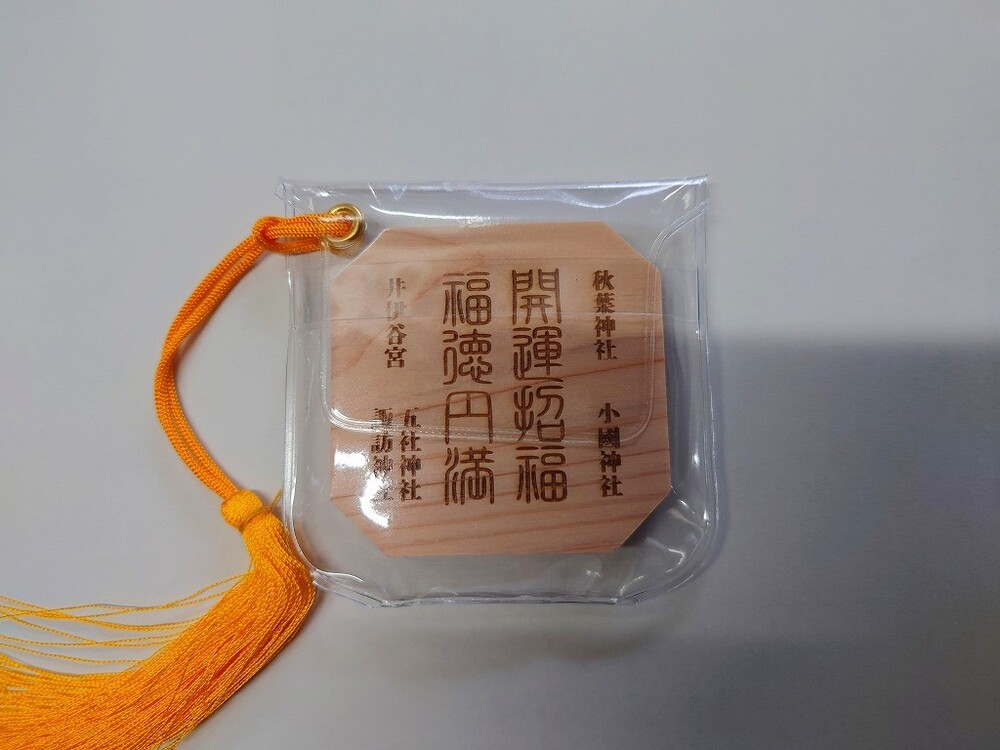 秋葉神社
小國神社
開運招福
福徳円満
井伊谷宮
五社神社
諏訪神社